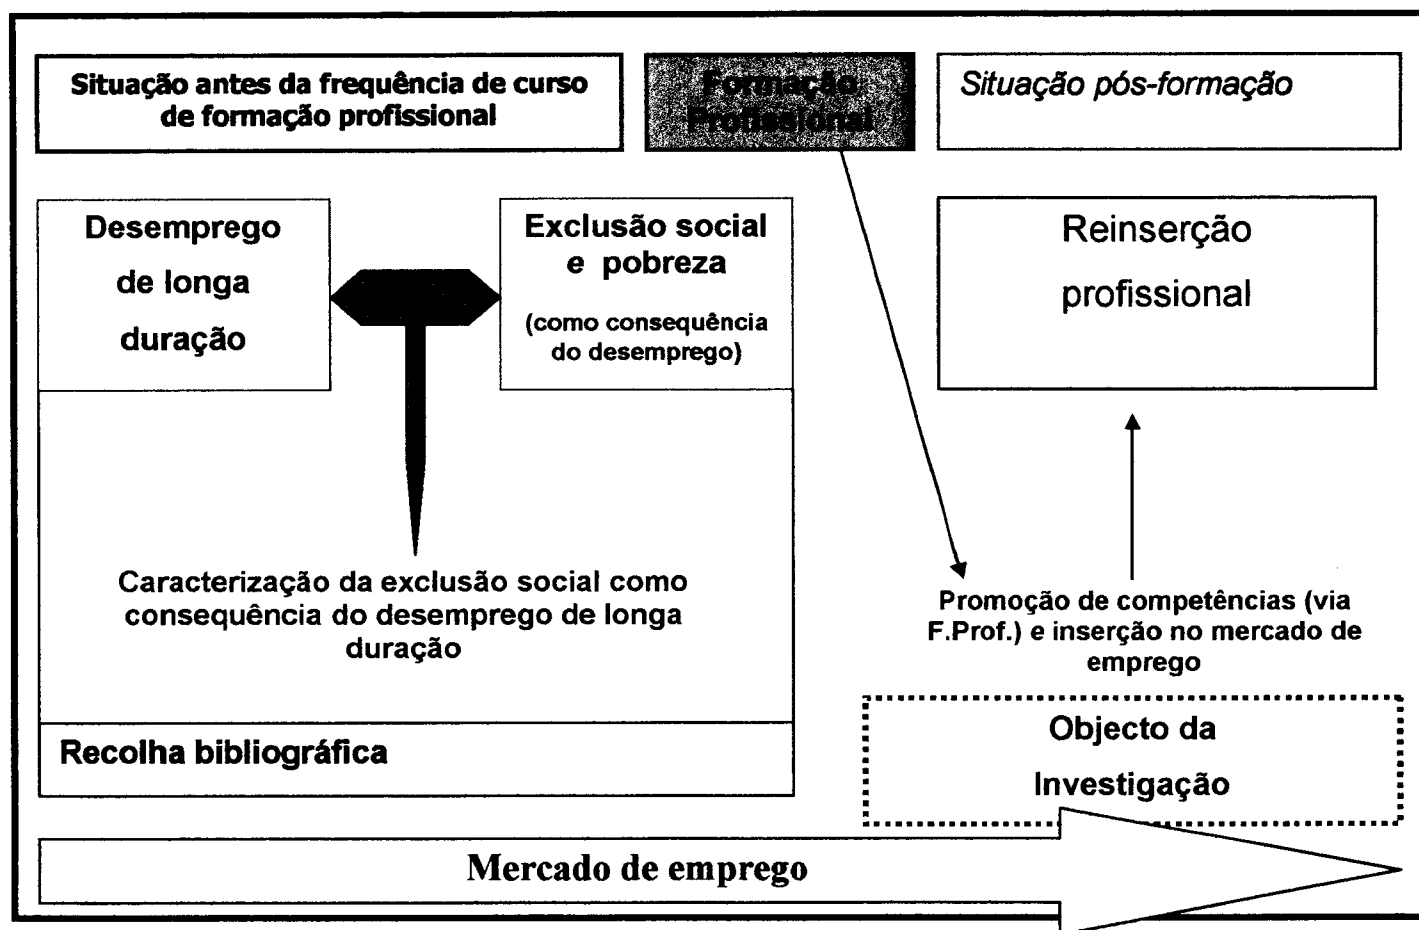 Situação antes da frequência de curso
de formação profissional
Formação
Profissional
Situação pós-formação
Desemprego
de longa
duração
Exclusão social
e pobreza
(como consequência
do desemprego)
Reinserção
profissional
Caracterização da exclusão social como
consequência do desemprego de longa
duração
Promoção de competências (via
F.Prof.) e inserção no mercado de
emprego
Recolha bibliográfica
Objecto da
Investigação
Mercado de emprego